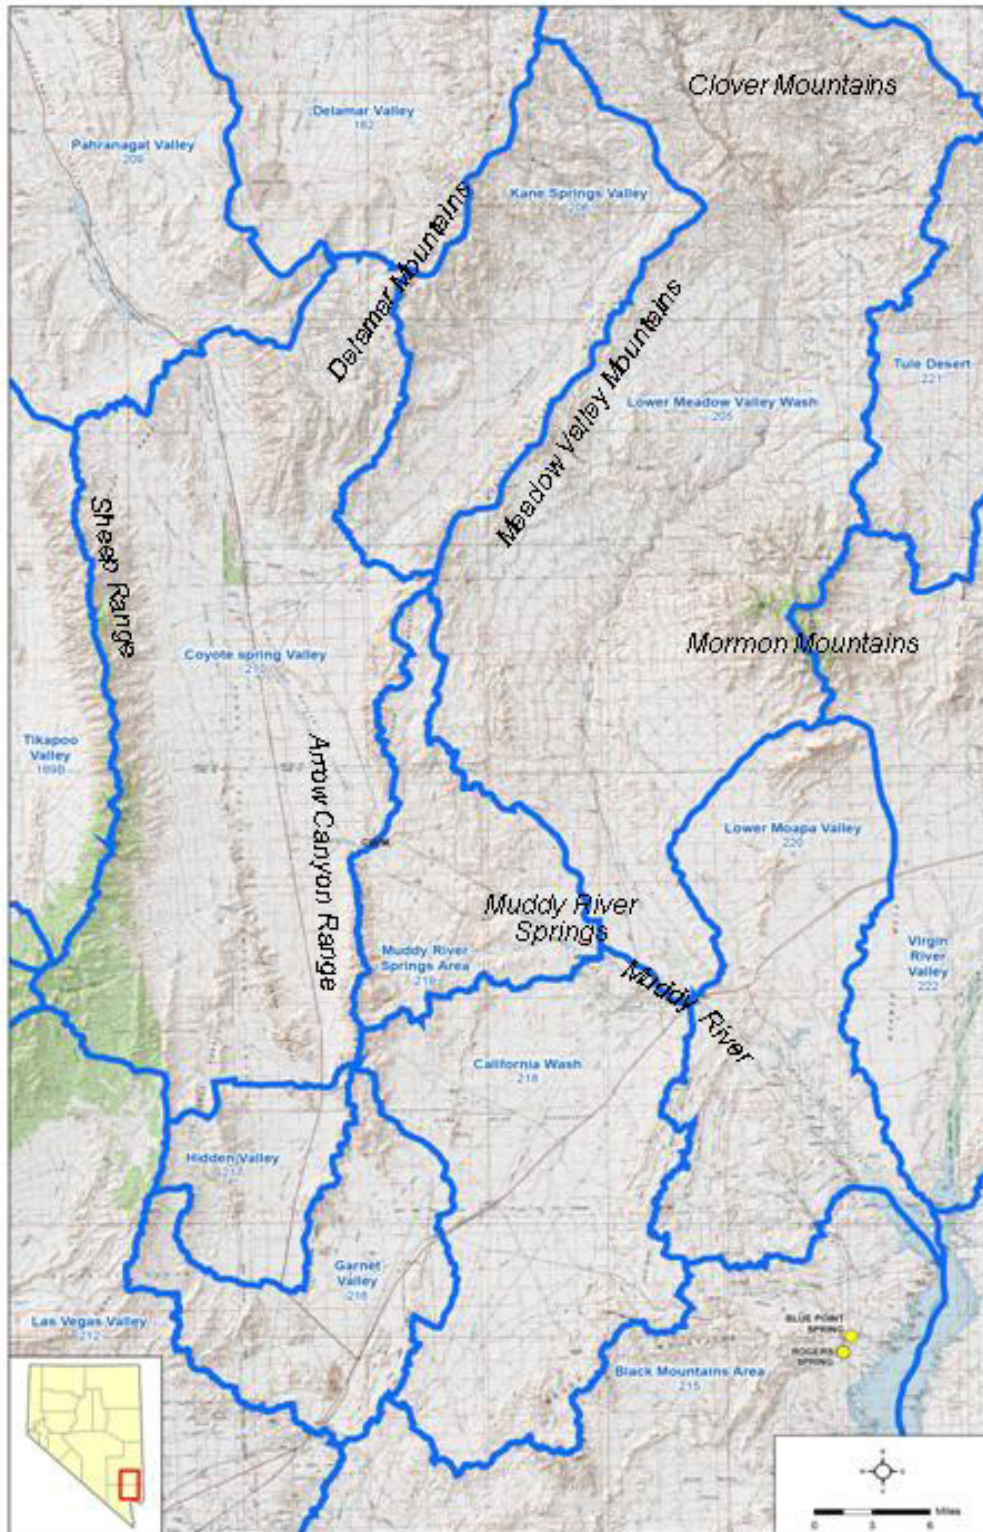 Clover Mountains
Delamar Valley
182
Pahranagat Valley
209
Kane Springs Valley
206
Delamar Mountains
Meadow Valley Mountains
Tule Desert
221
Lower Meadow Valley Wash
205
Sheep Range
Mormon Mountains
Coyote spring Valley
210
Tikapoo
Valley
169B
Arrow Canyon Range
Lower Moapa Valley
220
Muddy River
Springs
Muddy River
Springs Area
219
Virgin
River
Valley
222
Muddy River
California Wash
218
Hidden Valley
217
Garnet
Valley
216
Las Vegas Valley
212
BLUE POINT
SPRING
ROGERS
SPRING
Black Mountains Area
215
Miles
0 3 6